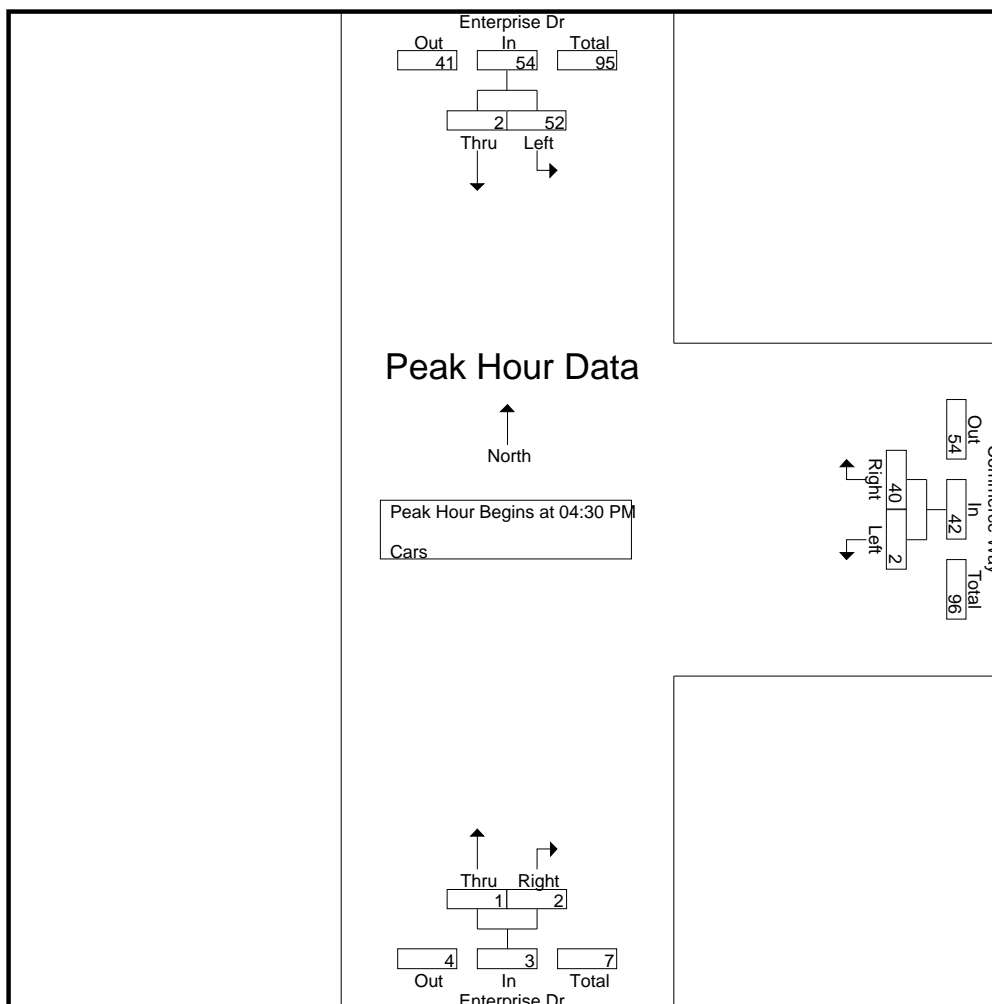 Enterprise Dr
Out In Total
41 54 95
2 52
Thru Left
Peak Hour Data
North
Peak Hour Begins at 04:30 PM
Cars
Right Left
40 2
Out In Total
54 42 96
Way
Thru Right
1 2
4 3 7
Out In Total
Enterprise Dr